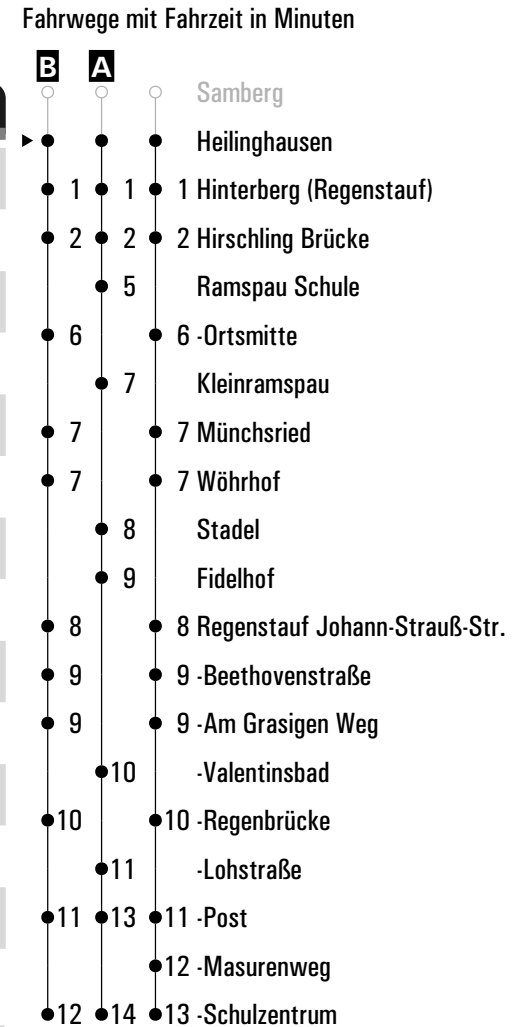 Fahrwege mit Fahrzeit in Minuten
B A
Samberg
Heilinghausen
1 1 1 Hinterberg (Regenstauf)
2 2 2 Hirschling Brücke
5 Ramspau Schule
6 6 -Ortsmitte
7 Kleinramspau
7 7 Münchsried
7 7 Wöhrhof
8 Stadel
9 Fidelhof
8 8 Regenstauf Johann-Strauß-Str.
9 9 -Beethovenstraße
9 9 -Am Grasigen Weg
10 -Valentinsbad
10 10 -Regenbrücke
11 -Lohstraße
11 13 11 -Post
12 -Masurenweg
12 14 13 -Schulzentrum